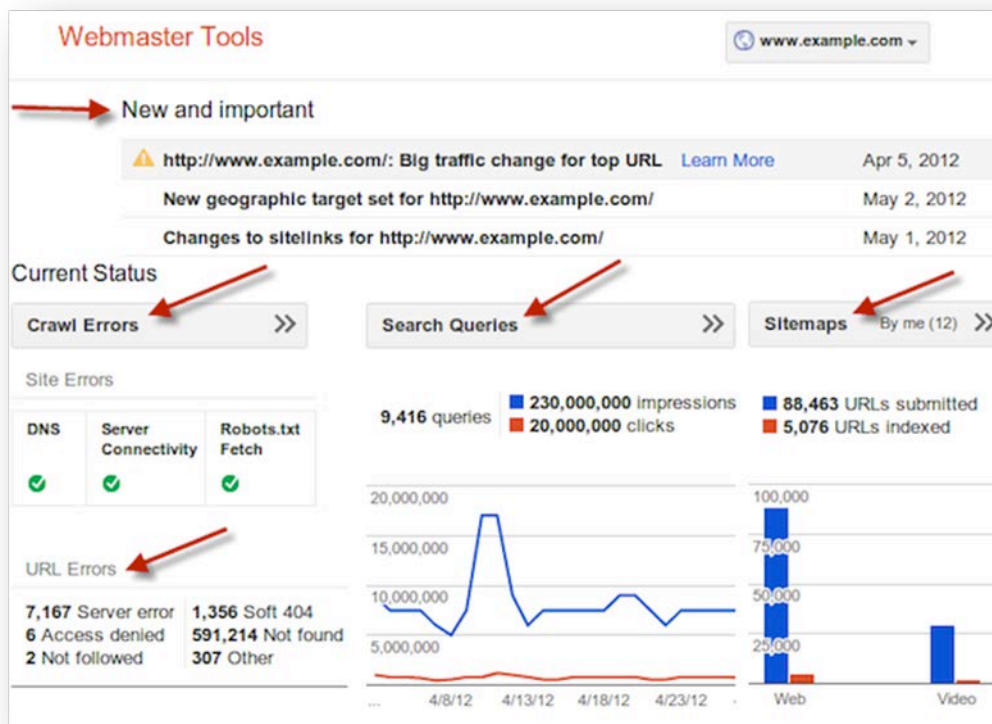 Webmaster Tools
www.example.com
New and important
http://www.example.com/: Big traffic change for top URL Learn More Apr 5, 2012
New geographic target set for http://www.example.com/ May 2, 2012
Changes to sitelinks for http://www.example.com/ May 1, 2012
Current Status
Crawl Errors
Site Errors
DNS
Server
Connectivity
Robots.txt
Fetch
URL Errors
7,167 Server error 1,356 Soft 404
6 Access denied 591,214 Not found
2 Not followed 307 Other
Search Queries
9,416 queries
230,000,000 impressions
20,000,000 clicks
20,000,000
15,000,000
10,000,000
5,000,000
... 4/8/12 4/13/12 4/18/12 4/23/12
Sitemaps By me (12)
88,463 URLs submitted
5,076 URLs indexed
100,000
75,000
50,000
25,000
Web Video